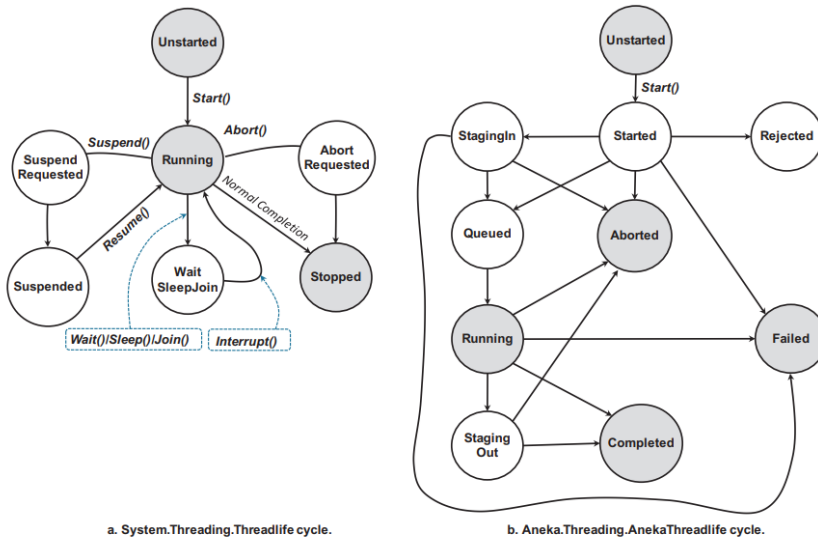 Unstarted
Start()
Suspend()
Abort()
Suspend
Requested
Running
Abort
Requested
Normal Completion
Resume()
Suspended
Wait
SleepJoin
Stopped
Wait()/Sleep()/Join()
Interrupt()
a. System.Threading.Threadlife cycle.
Unstarted
Start()
StagingIn
Started
Rejected
Queued
Aborted
Running
Failed
Staging
Out
Completed
b. Aneka.Threading.AnekaThreadlife cycle.